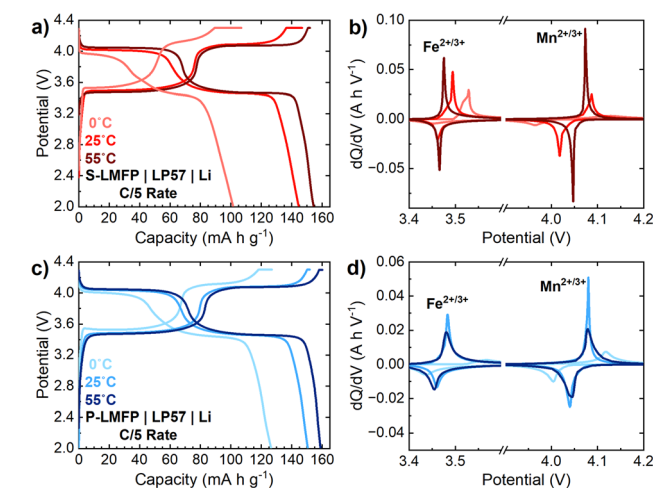 a)
Potential (V)
4.4
4.0
3.6
3.2
2.8
2.4
2.0
0°C
25°C
55°C
S-LMFP | LP57 | Li
C/5 Rate
0 20 40 60 80 100 120 140 160
Capacity (mA h g⁻¹)
b)
dQ/dV (A h V⁻¹)
0.10
0.05
0.00
−0.05
Fe²⁺/³⁺
Mn²⁺/³⁺
3.4 3.5 4.0 4.1 4.2
Potential (V)
c)
Potential (V)
4.4
4.0
3.6
3.2
2.8
2.4
2.0
0°C
25°C
55°C
P-LMFP | LP57 | Li
C/5 Rate
0 20 40 60 80 100 120 140 160
Capacity (mA h g⁻¹)
d)
dQ/dV (A h V⁻¹)
0.06
0.04
0.02
0.00
−0.02
−0.04
Fe²⁺/³⁺
Mn²⁺/³⁺
3.4 3.5 4.0 4.1 4.2
Potential (V)